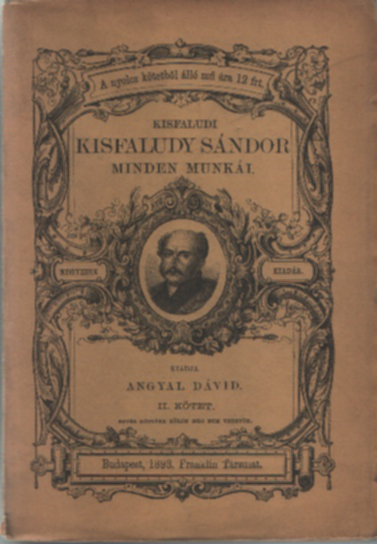 A nyolcz kötetből álló mű ára 12 frt.
KISFALUDI
KISFALUDY SÁNDOR
MINDEN MUNKÁI.
NEGYEDIK
KIADÁS.
KIADJA
ANGYAL DÁVID.
II. KÖTET.
Budapest, 1893. Franklin Társulat.